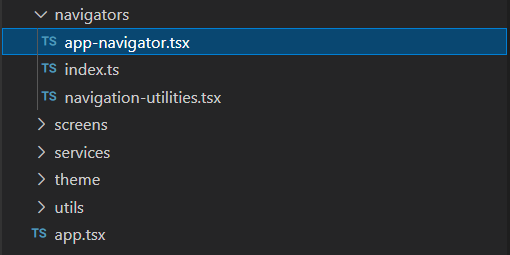 navigators
TS app-navigator.tsx
TS index.ts
TS navigation-utilities.tsx
screens
services
theme
utils
TS app.tsx